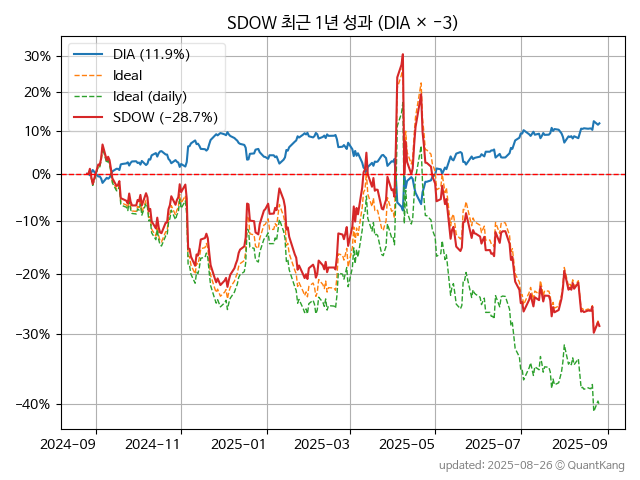 SDOW 최근 1년 성과 (DIA × −3)
DIA (11.9%)
Ideal
Ideal (daily)
SDOW (−28.7%)
30%
20%
10%
0%
−10%
−20%
−30%
−40%
2024−09 2024−11 2025−01 2025−03 2025−05 2025−07 2025−09
updated: 2025-08-26 © QuantKang